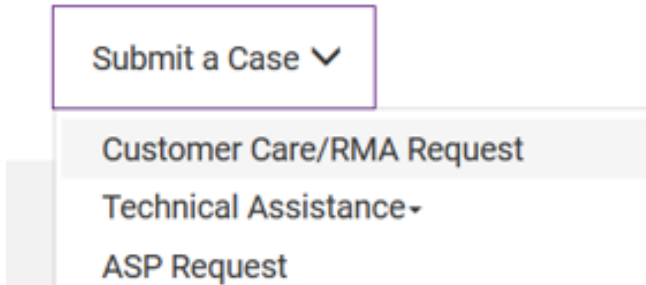 Submit a Case
Customer Care/RMA Request
Technical Assistance
ASP Request